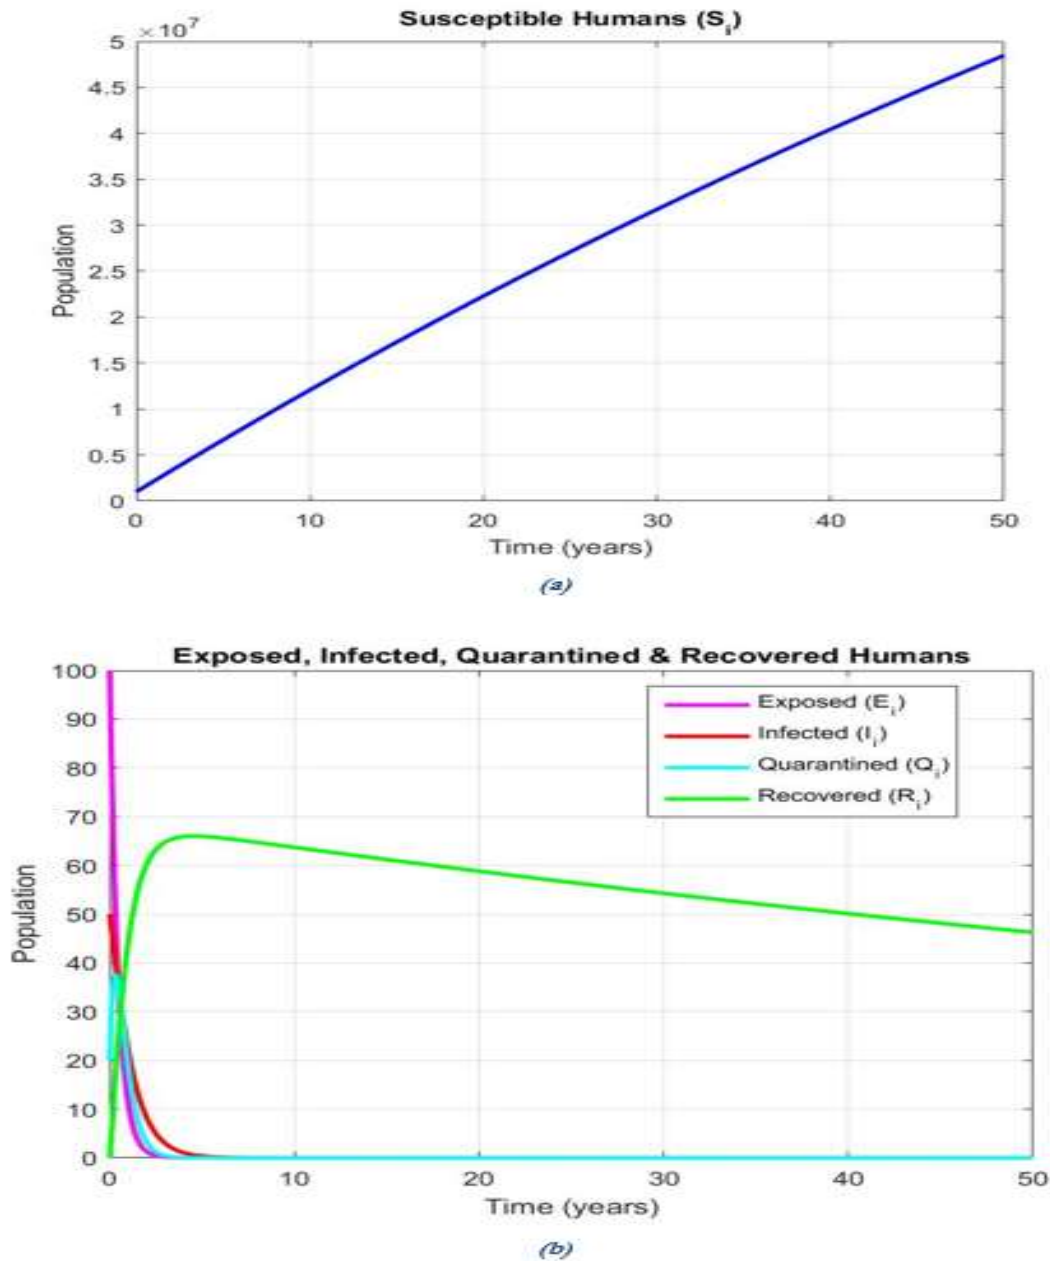 Susceptible Humans (S_i)
×10^7
5
4.5
4
3.5
3
2.5
2
1.5
1
0.5
0
Population
0 10 20 30 40 50
Time (years)
(a)
Exposed, Infected, Quarantined & Recovered Humans
100
90
80
70
60
50
40
30
20
10
0
Population
Exposed (E_i)
Infected (I_i)
Quarantined (Q_i)
Recovered (R_i)
0 10 20 30 40 50
Time (years)
(b)